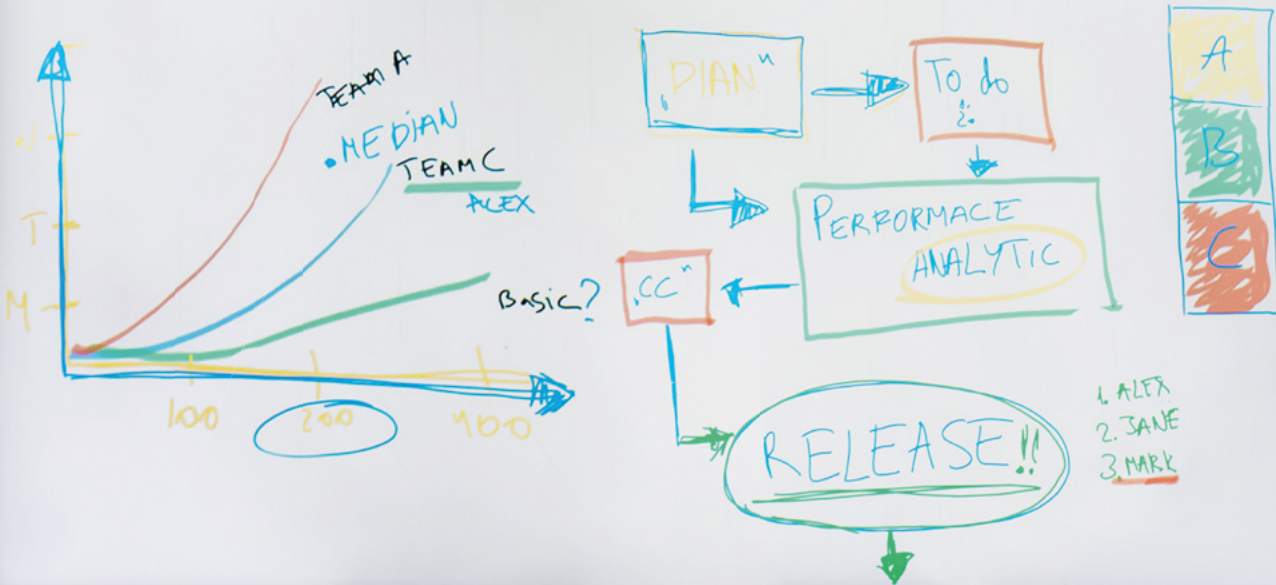 TEAM A
.MEDIAN
TEAM C
ALEX
Basic?
T
M
100
200
400
„DIAN"
To do
PERFORMACE
ANALYTIC
„CC"
RELEASE!!
A
B
C
1. ALEX
2. JANE
3. MARK